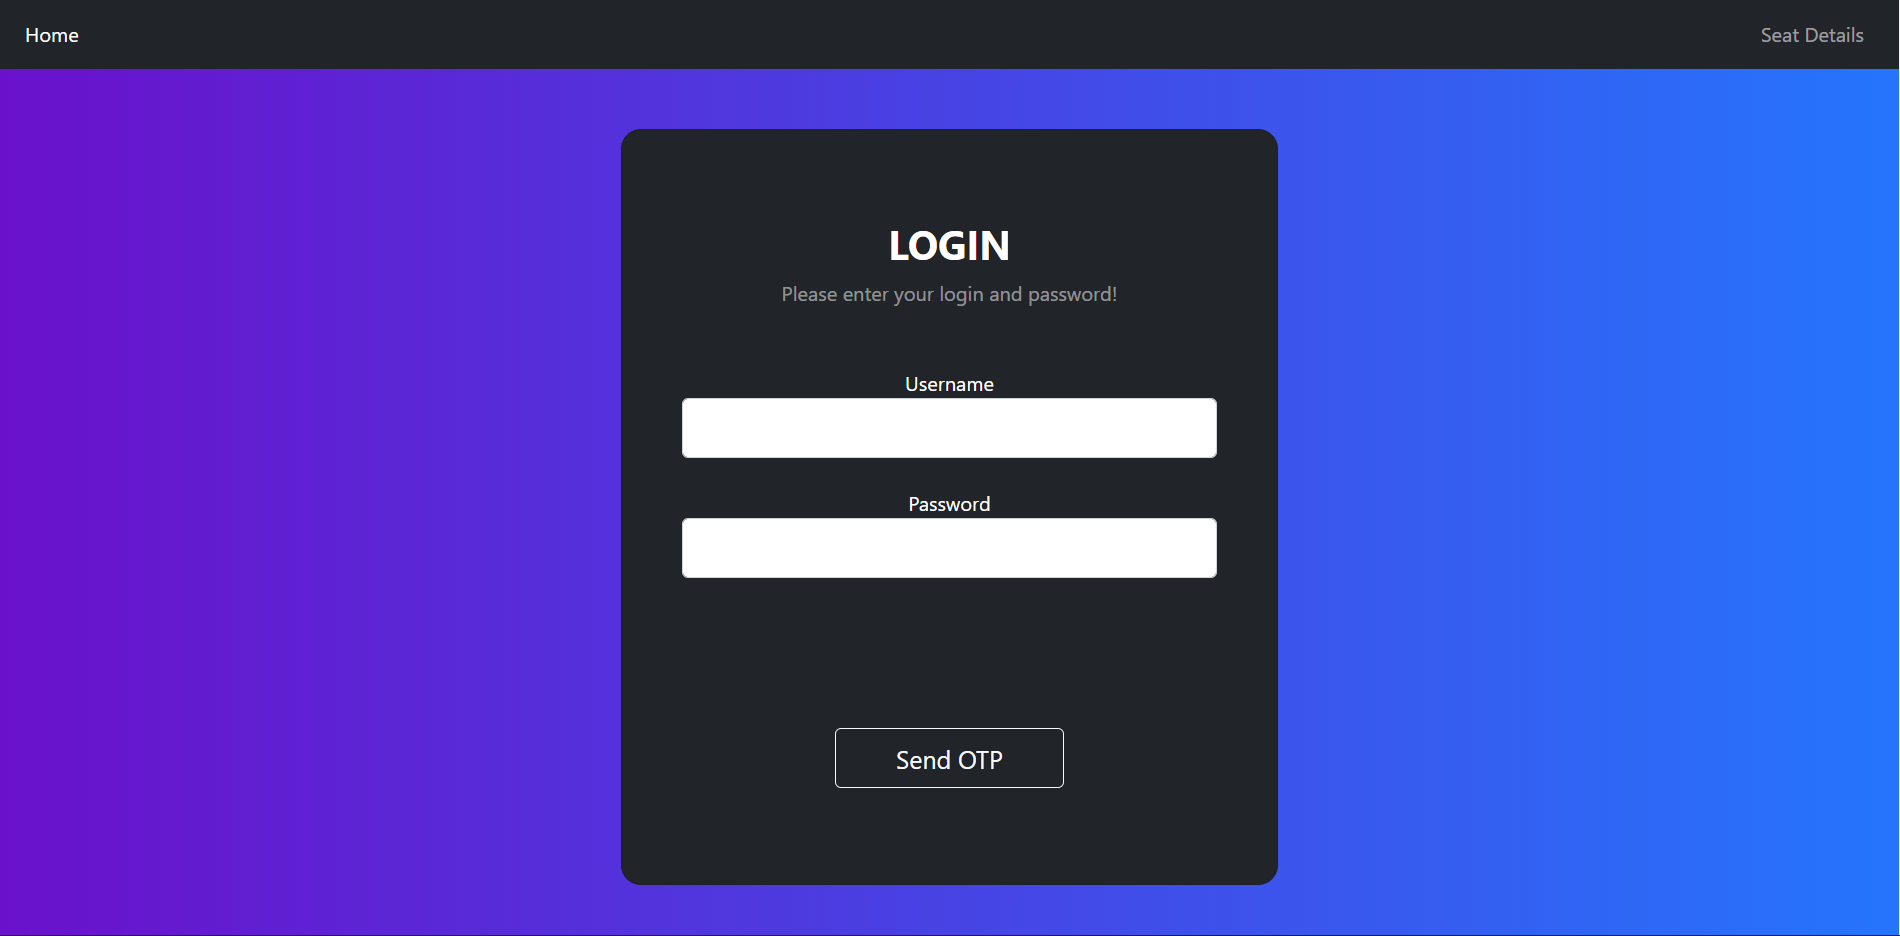 Home
Seat Details
LOGIN
Please enter your login and password!
Username
Password
Send OTP